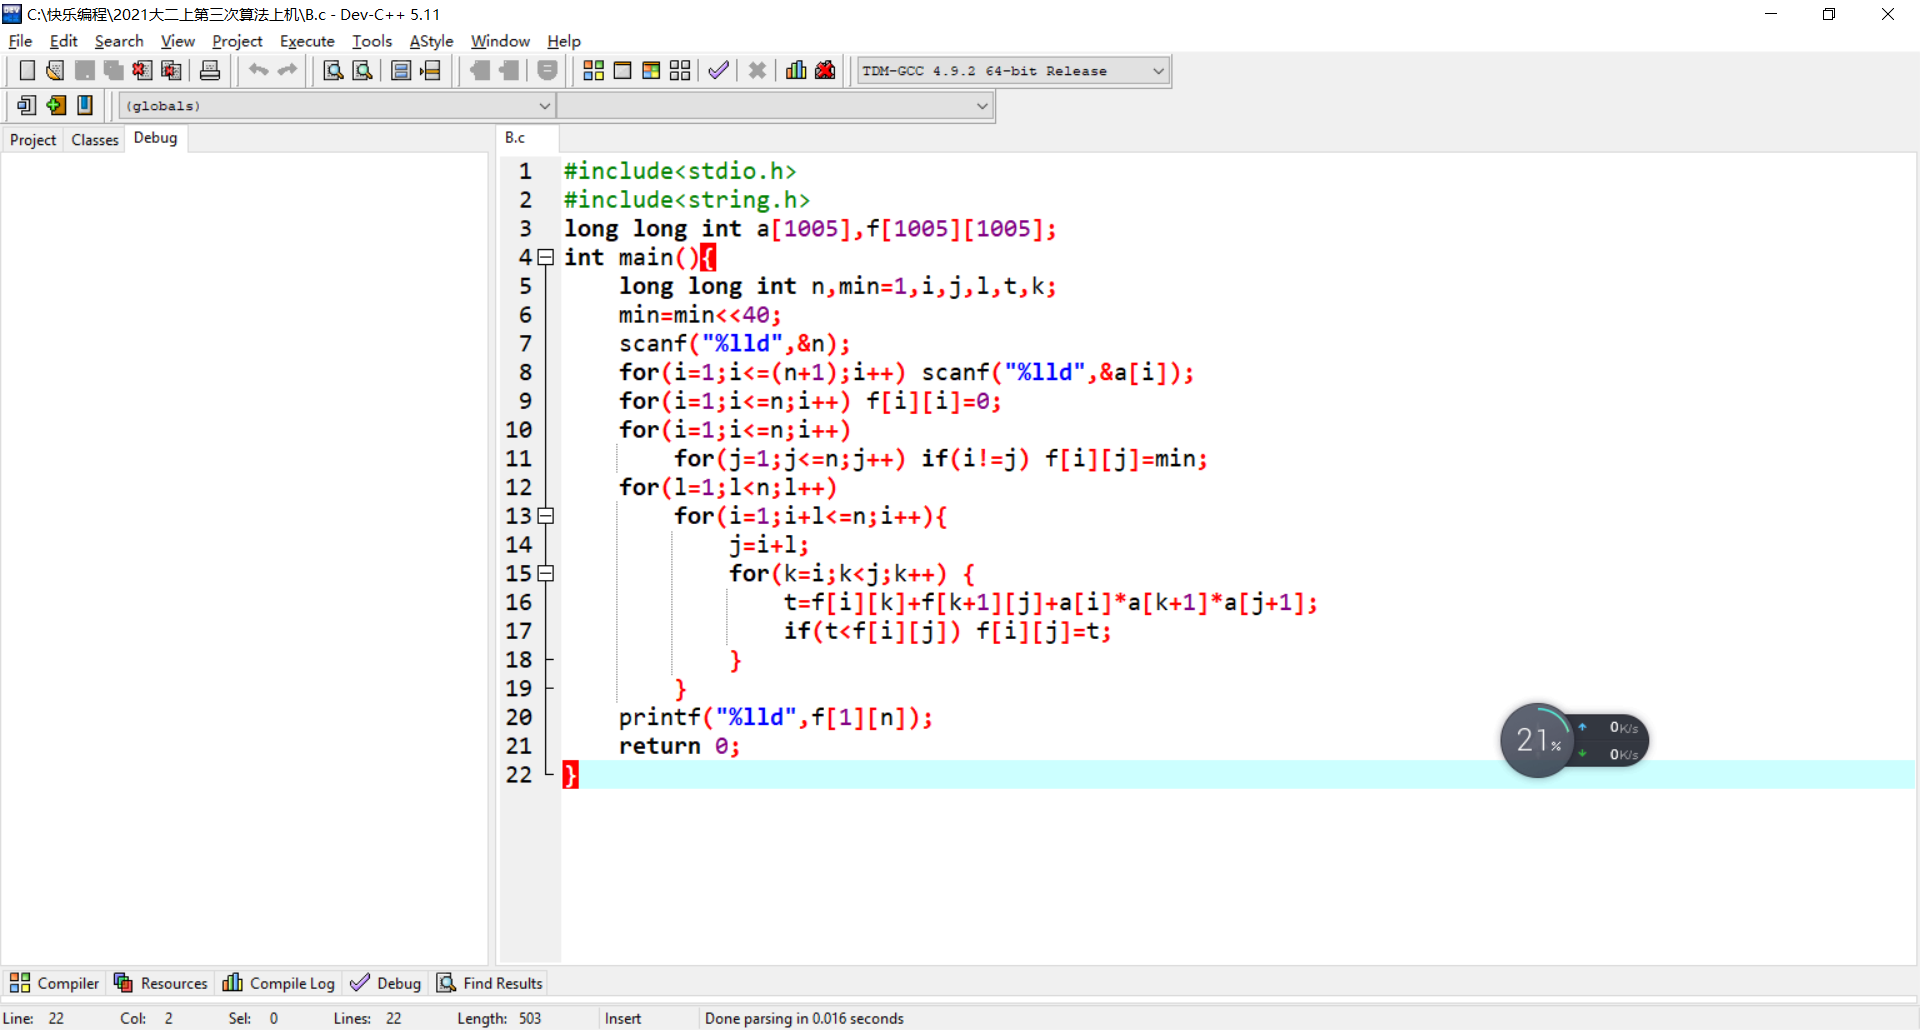 C:\快乐编程\2021大二上第三次算法上机\B.c - Dev-C++ 5.11
File Edit Search View Project Execute Tools AStyle Window Help
TDM-GCC 4.9.2 64-bit Release
(globals)
Project Classes Debug
B.c
1 #include<stdio.h>
2 #include<string.h>
3 long long int a[1005],f[1005][1005];
4 int main(){
5 long long int n,min=1,i,j,l,t,k;
6 min=min<<40;
7 scanf("%lld",&n);
8 for(i=1;i<=(n+1);i++) scanf("%lld",&a[i]);
9 for(i=1;i<=n;i++) f[i][i]=0;
10 for(i=1;i<=n;i++)
11 for(j=1;j<=n;j++) if(i!=j) f[i][j]=min;
12 for(l=1;l<n;l++)
13 for(i=1;i+l<=n;i++){
14 j=i+l;
15 for(k=i;k<j;k++) {
16 t=f[i][k]+f[k+1][j]+a[i]*a[k+1]*a[j+1];
17 if(t<f[i][j]) f[i][j]=t;
18 }
19 }
20 printf("%lld",f[1][n]);
21 return 0;
22 }
21%
0K/s
0K/s
Compiler Resources Compile Log Debug Find Results
Line: 22 Col: 2 Sel: 0 Lines: 22 Length: 503 Insert Done parsing in 0.016 seconds